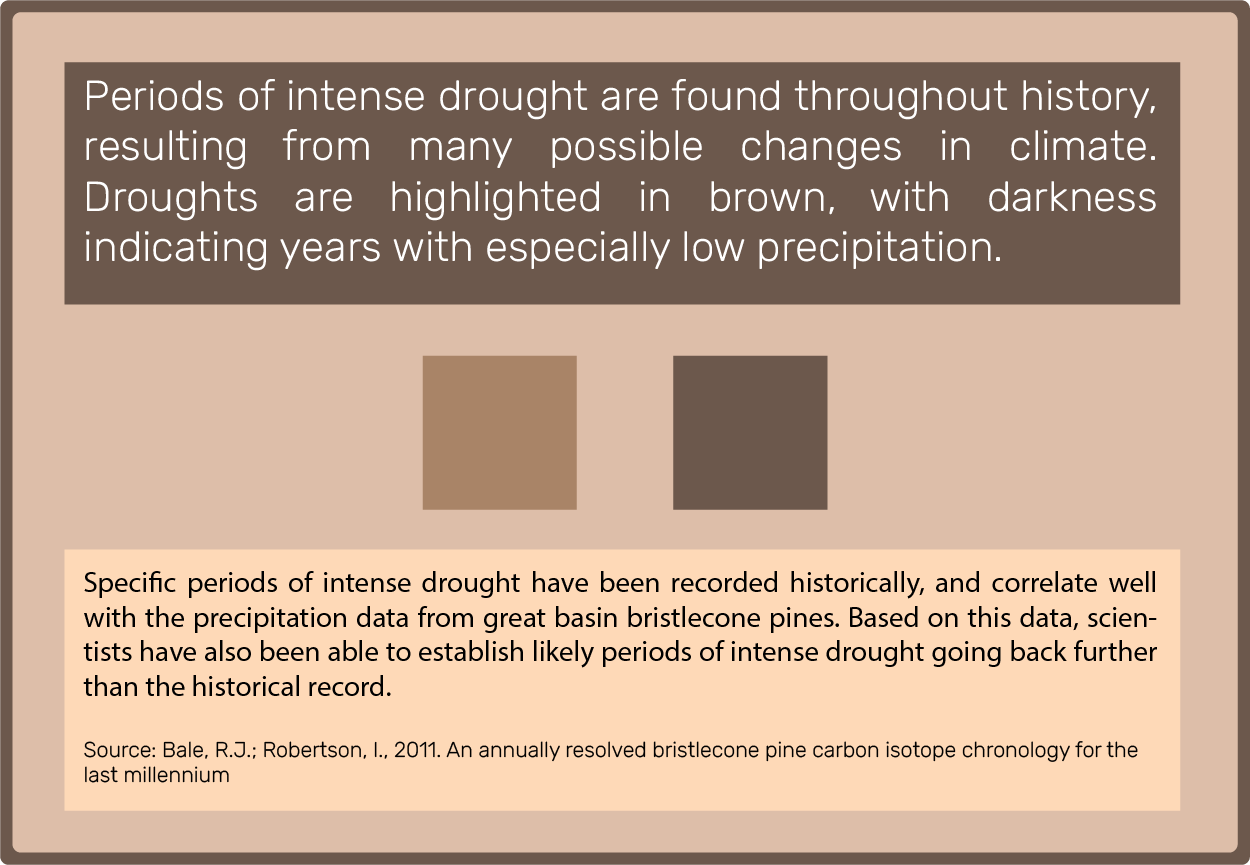 Periods of intense drought are found throughout history,
resulting from many possible changes in climate.
Droughts are highlighted in brown, with darkness
indicating years with especially low precipitation.
Specific periods of intense drought have been recorded historically, and correlate well
with the precipitation data from great basin bristlecone pines. Based on this data, scien-
tists have also been able to establish likely periods of intense drought going back further
than the historical record.
Source: Bale, R.J.; Robertson, I., 2011. An annually resolved bristlecone pine carbon isotope chronology for the
last millennium